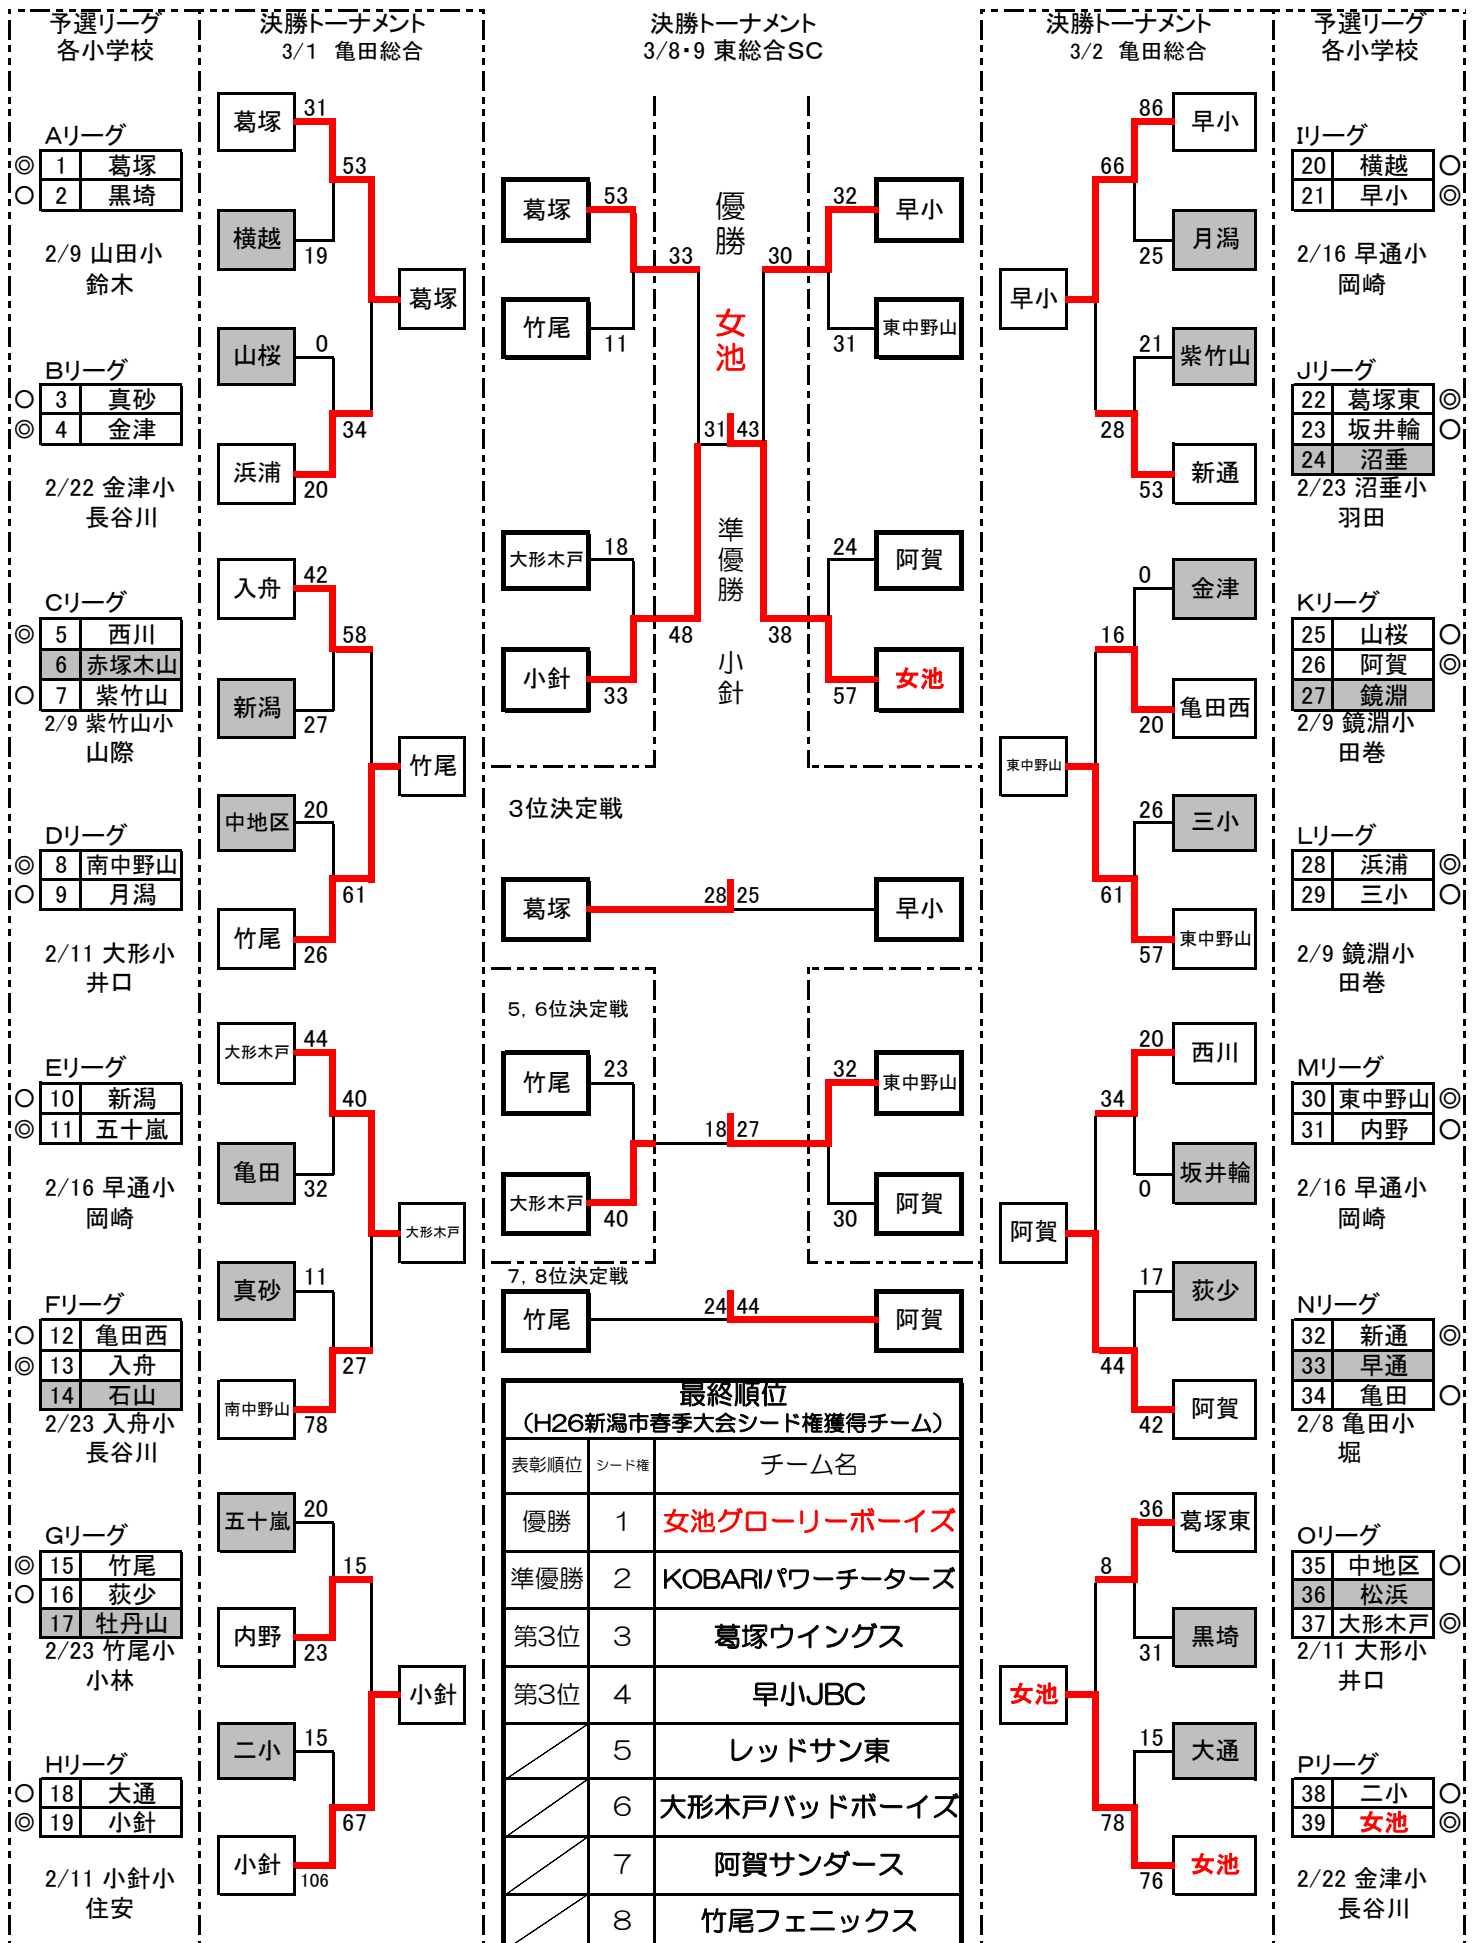 予選リーグ
各小学校
Aリーグ
◎ 1 葛塚
○ 2 黒埼
2/9 山田小
鈴木
Bリーグ
○ 3 真砂
◎ 4 金津
2/22 金津小
長谷川
Cリーグ
◎ 5 西川
6 赤塚木山
○ 7 紫竹山
2/9 紫竹山小
山際
Dリーグ
◎ 8 南中野山
○ 9 月潟
2/11 大形小
井口
Eリーグ
○ 10 新潟
◎ 11 五十嵐
2/16 早通小
岡崎
Fリーグ
○ 12 亀田西
◎ 13 入舟
14 石山
2/23 入舟小
長谷川
Gリーグ
◎ 15 竹尾
○ 16 荻少
17 牡丹山
2/23 竹尾小
小林
Hリーグ
○ 18 大通
◎ 19 小針
2/11 小針小
住安
決勝トーナメント
3/1 亀田総合
葛塚 31
53
横越 19
葛塚
山桜 0
34
浜浦 20
入舟 42
58
新潟 27
竹尾
中地区 20
61
竹尾 26
大形木戸 44
40
亀田 32
大形木戸
真砂 11
27
南中野山 78
五十嵐 20
15
内野 23
小針
二小 15
67
小針 106
決勝トーナメント
3/8・9 東総合SC
葛塚 53
33
竹尾 11
優勝
女池
32 早小
30
31 東中野山
31 43
大形木戸 18
48
小針 33
準優勝
小針
24 阿賀
38
57 女池
3位決定戦
葛塚 28 25 早小
5,6位決定戦
竹尾 23
大形木戸 40
18 27
32 東中野山
30 阿賀
7,8位決定戦
竹尾 24 44 阿賀
最終順位
(H26新潟市春季大会シード権獲得チーム)
表彰順位 シード権 チーム名
優勝 1 女池グローリーボーイズ
準優勝 2 KOBARIパワーチーターズ
第3位 3 葛塚ウイングス
第3位 4 早小JBC
5 レッドサン東
6 大形木戸バッドボーイズ
7 阿賀サンダース
8 竹尾フェニックス
決勝トーナメント
3/2 亀田総合
86 早小
66
25 月潟
早小
21 紫竹山
28
53 新通
0 金津
16
20 亀田西
東中野山
26 三小
61
57 東中野山
20 西川
34
0 坂井輪
阿賀
17 荻少
44
42 阿賀
36 葛塚東
8
31 黒埼
女池
15 大通
78
76 女池
予選リーグ
各小学校
Iリーグ
20 横越 ○
21 早小 ◎
2/16 早通小
岡崎
Jリーグ
22 葛塚東 ◎
23 坂井輪 ○
24 沼垂
2/23 沼垂小
羽田
Kリーグ
25 山桜 ○
26 阿賀 ◎
27 鏡淵
2/9 鏡淵小
田巻
Lリーグ
28 浜浦 ◎
29 三小 ○
2/9 鏡淵小
田巻
Mリーグ
30 東中野山 ◎
31 内野 ○
2/16 早通小
岡崎
Nリーグ
32 新通 ◎
33 早通
34 亀田 ○
2/8 亀田小
堀
Oリーグ
35 中地区 ○
36 松浜
37 大形木戸 ◎
2/11 大形小
井口
Pリーグ
38 二小 ○
39 女池 ◎
2/22 金津小
長谷川